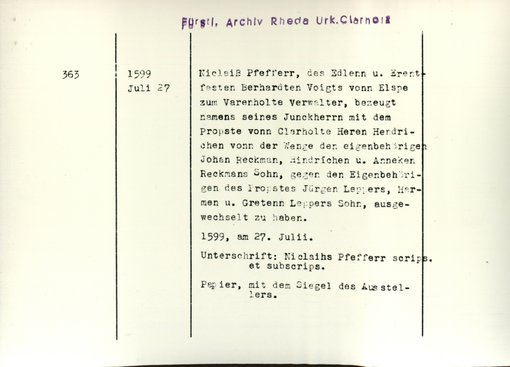 Fürstl. Archiv Rheda Urk.Clarholz
363
1599
Juli 27
Niclaiß Pfefferr, des Edlenn u. Erent-
festen Berhardten Voigts vonn Elspe
zum Varenholte Verwalter, bezeugt
namens seines Junckherrn mit dem
Propste vonn Clarholte Heren Hendri-
chen vonn der Wenge den eigenbehörigen
Johan Reckman, Hindrichen u. Anneken
Reckmans Sohn, gegen den Eigenbehöri-
gen des Propstes Jürgen Leppers, Har-
men u. Gretenn Leppers Sohn, ausge-
wechselt zu haben.
1599, am 27. Julii.
Unterschrift: Niclaihs Pfefferr scrips.
et subscrips.
Papier, mit dem Siegel des Ausstel-
lers.